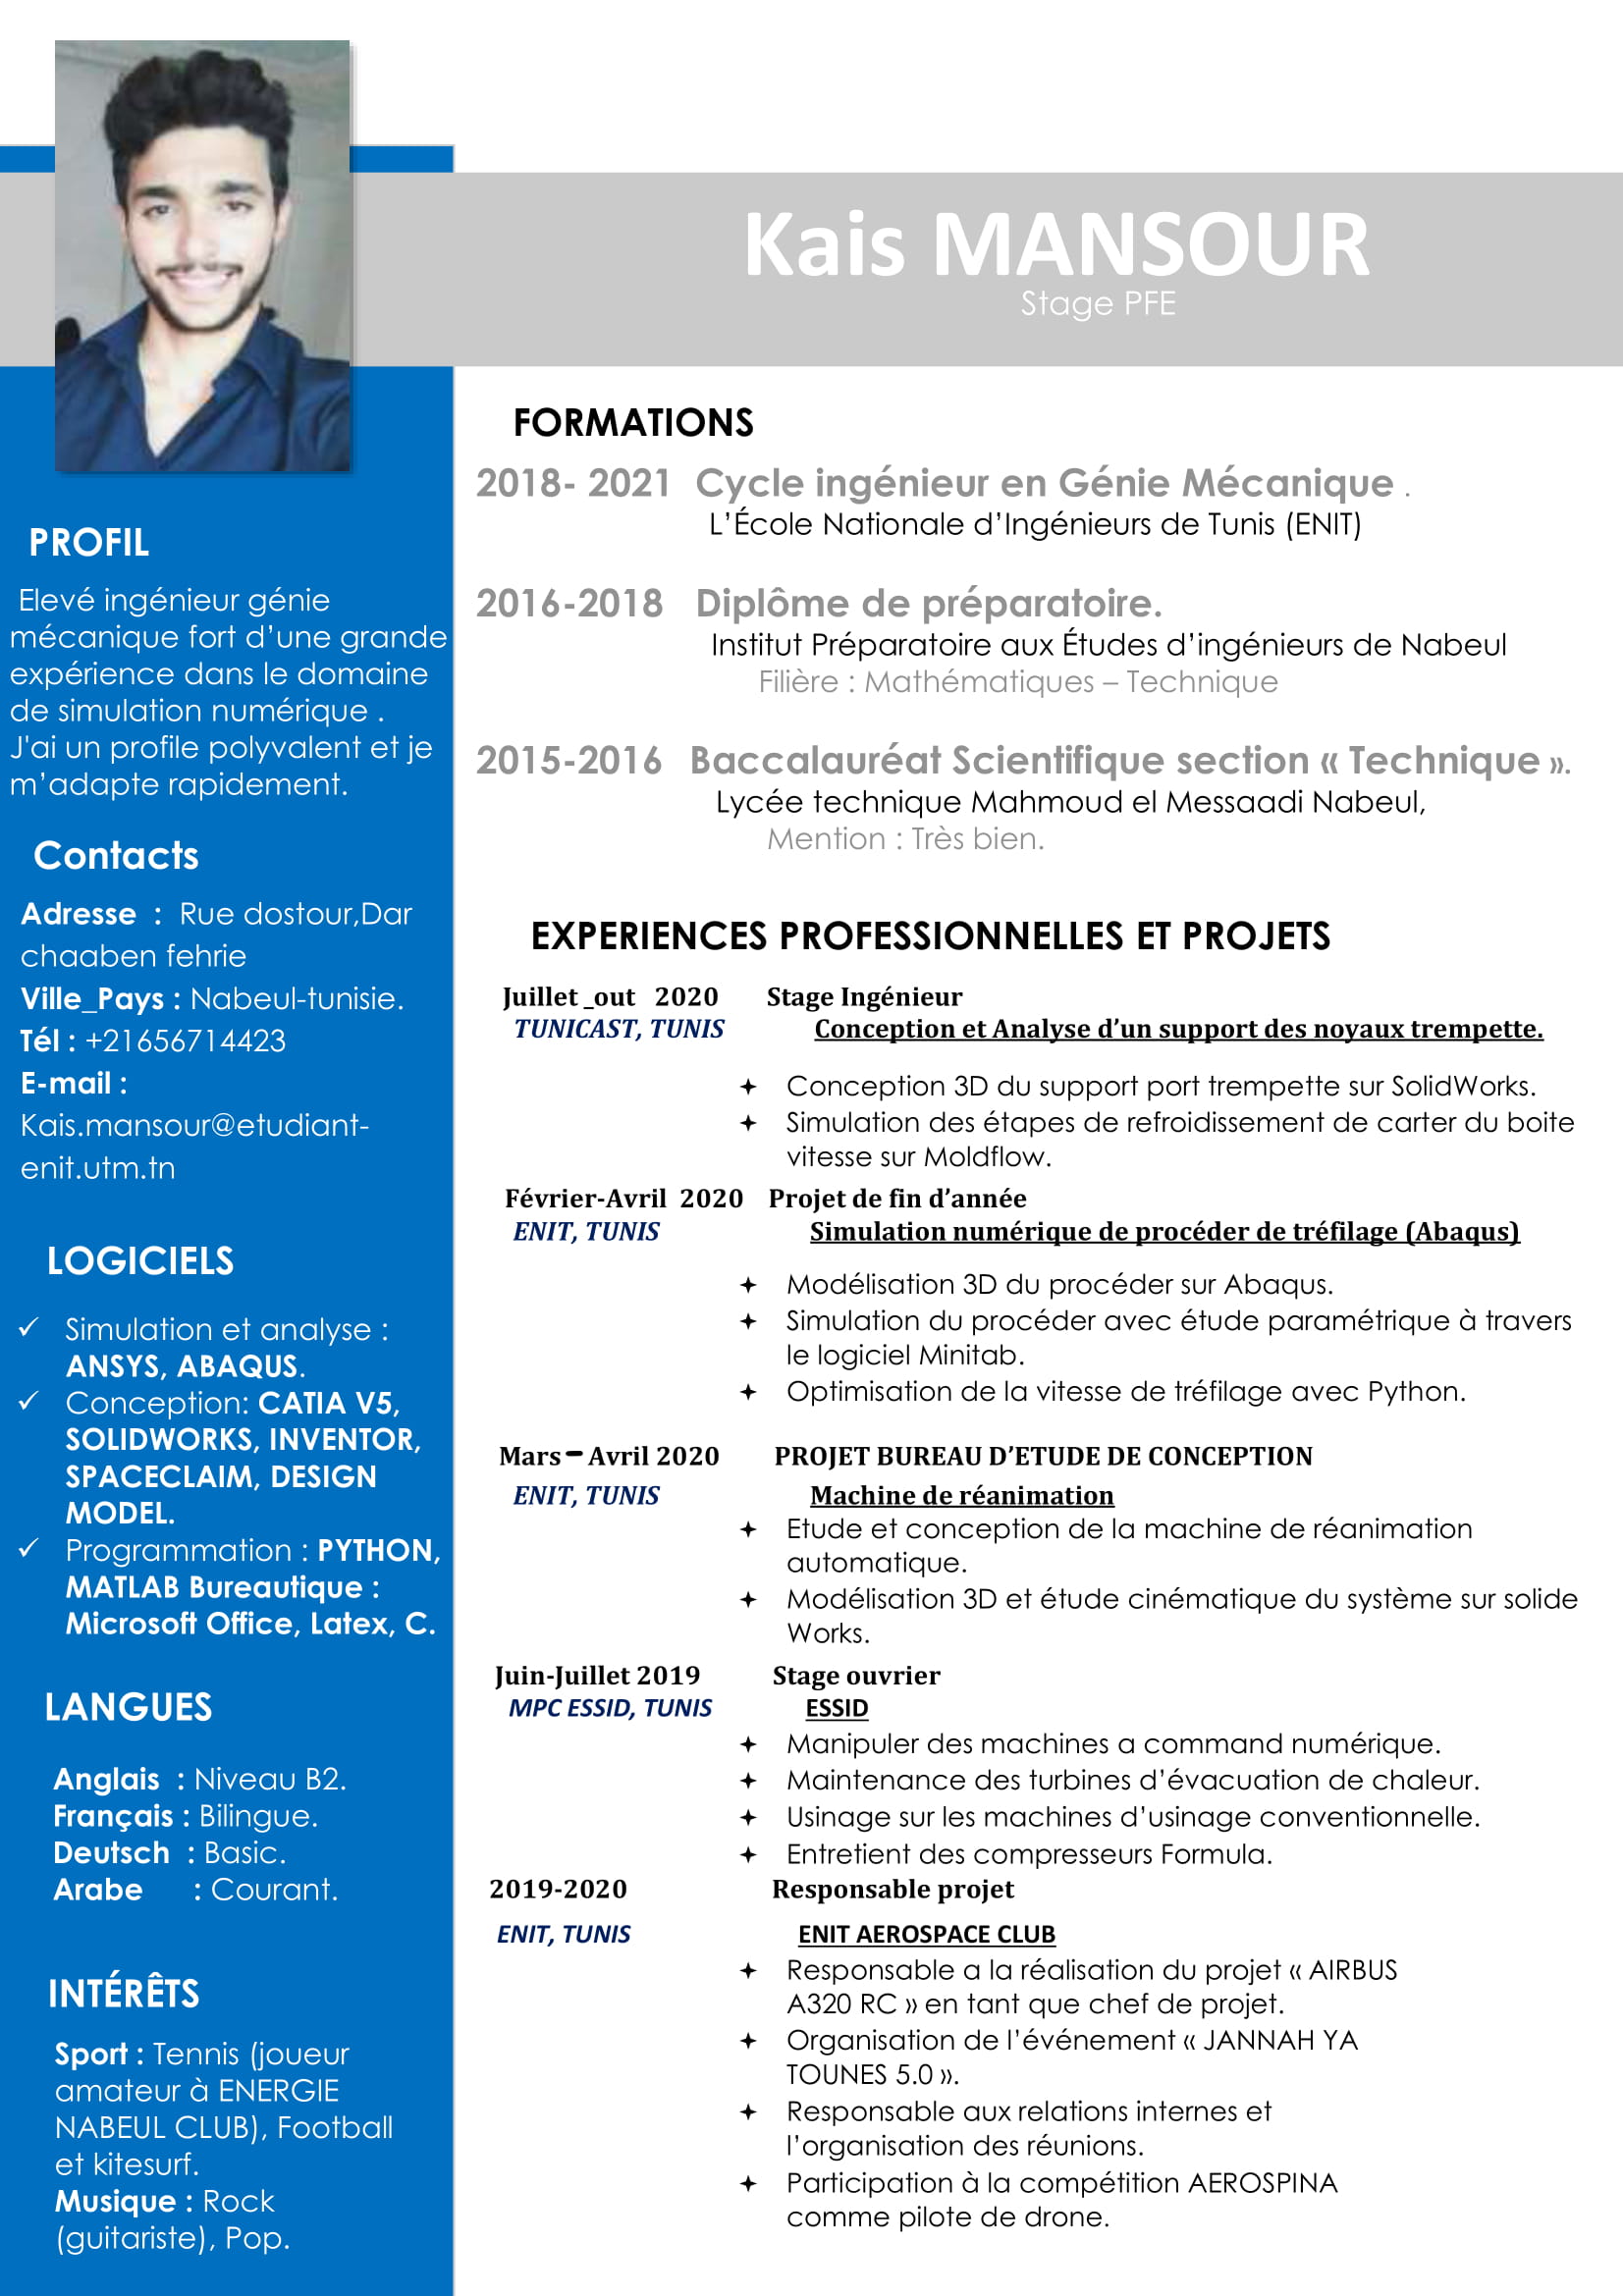 Kais MANSOUR
Stage PFE
PROFIL
Elevé ingénieur génie
mécanique fort d’une grande
expérience dans le domaine
de simulation numérique .
J'ai un profile polyvalent et je
m’adapte rapidement.
Contacts
Adresse : Rue dostour,Dar
chaaben fehrie
Ville_Pays : Nabeul-tunisie.
Tél : +21656714423
E-mail :
Kais.mansour@etudiant-
enit.utm.tn
LOGICIELS
✓ Simulation et analyse :
ANSYS, ABAQUS.
✓ Conception: CATIA V5,
SOLIDWORKS, INVENTOR,
SPACECLAIM, DESIGN
MODEL.
✓ Programmation : PYTHON,
MATLAB Bureautique :
Microsoft Office, Latex, C.
LANGUES
Anglais : Niveau B2.
Français : Bilingue.
Deutsch : Basic.
Arabe : Courant.
INTÉRÊTS
Sport : Tennis (joueur
amateur à ENERGIE
NABEUL CLUB), Football
et kitesurf.
Musique : Rock
(guitariste), Pop.
FORMATIONS
2018- 2021 Cycle ingénieur en Génie Mécanique .
L’École Nationale d’Ingénieurs de Tunis (ENIT)
2016-2018 Diplôme de préparatoire.
Institut Préparatoire aux Études d’ingénieurs de Nabeul
Filière : Mathématiques – Technique
2015-2016 Baccalauréat Scientifique section « Technique ».
Lycée technique Mahmoud el Messaadi Nabeul,
Mention : Très bien.
EXPERIENCES PROFESSIONNELLES ET PROJETS
Juillet _out 2020 Stage Ingénieur
TUNICAST, TUNIS Conception et Analyse d’un support des noyaux trempette.
Conception 3D du support port trempette sur SolidWorks.
Simulation des étapes de refroidissement de carter du boite
vitesse sur Moldflow.
Février-Avril 2020 Projet de fin d’année
ENIT, TUNIS Simulation numérique de procéder de tréfilage (Abaqus)
Modélisation 3D du procéder sur Abaqus.
Simulation du procéder avec étude paramétrique à travers
le logiciel Minitab.
Optimisation de la vitesse de tréfilage avec Python.
Mars – Avril 2020 PROJET BUREAU D’ETUDE DE CONCEPTION
ENIT, TUNIS Machine de réanimation
Etude et conception de la machine de réanimation
automatique.
Modélisation 3D et étude cinématique du système sur solide
Works.
Juin-Juillet 2019 Stage ouvrier
MPC ESSID, TUNIS ESSID
Manipuler des machines a command numérique.
Maintenance des turbines d’évacuation de chaleur.
Usinage sur les machines d’usinage conventionnelle.
Entretient des compresseurs Formula.
2019-2020 Responsable projet
ENIT, TUNIS ENIT AEROSPACE CLUB
Responsable a la réalisation du projet « AIRBUS
A320 RC » en tant que chef de projet.
Organisation de l’événement « JANNAH YA
TOUNES 5.0 ».
Responsable aux relations internes et
l’organisation des réunions.
Participation à la compétition AEROSPINA
comme pilote de drone.